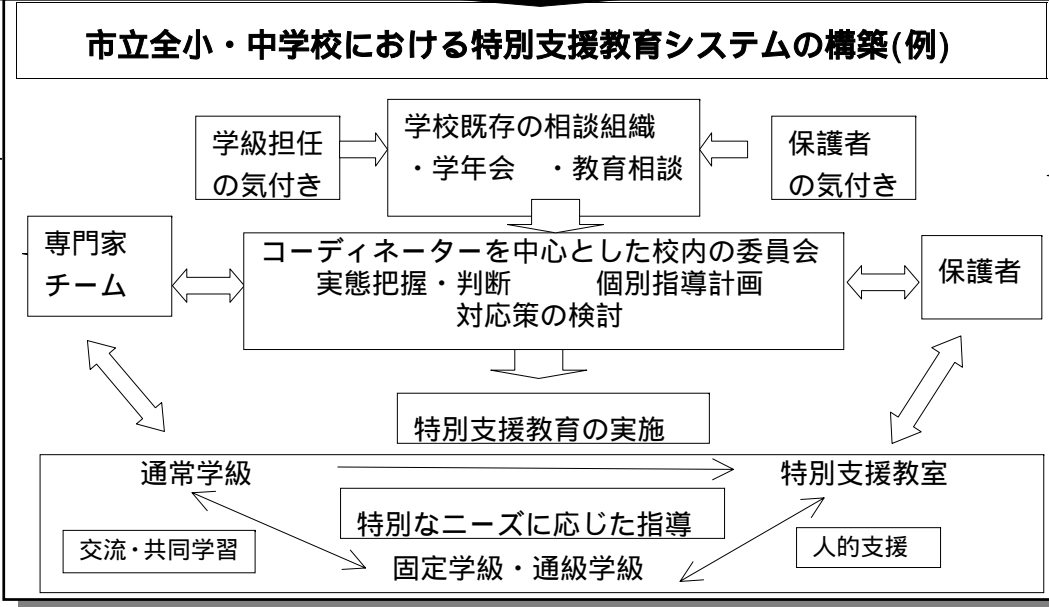 市立全小・中学校における特別支援教育システムの構築(例)
学級担任
の気付き
学校既存の相談組織
・学年会　・教育相談
保護者
の気付き
専門家
チーム
コーディネーターを中心とした校内の委員会
実態把握・判断　　　個別指導計画
対応策の検討
保護者
特別支援教育の実施
通常学級
特別支援教室
特別なニーズに応じた指導
交流・共同学習
人的支援
固定学級・通級学級